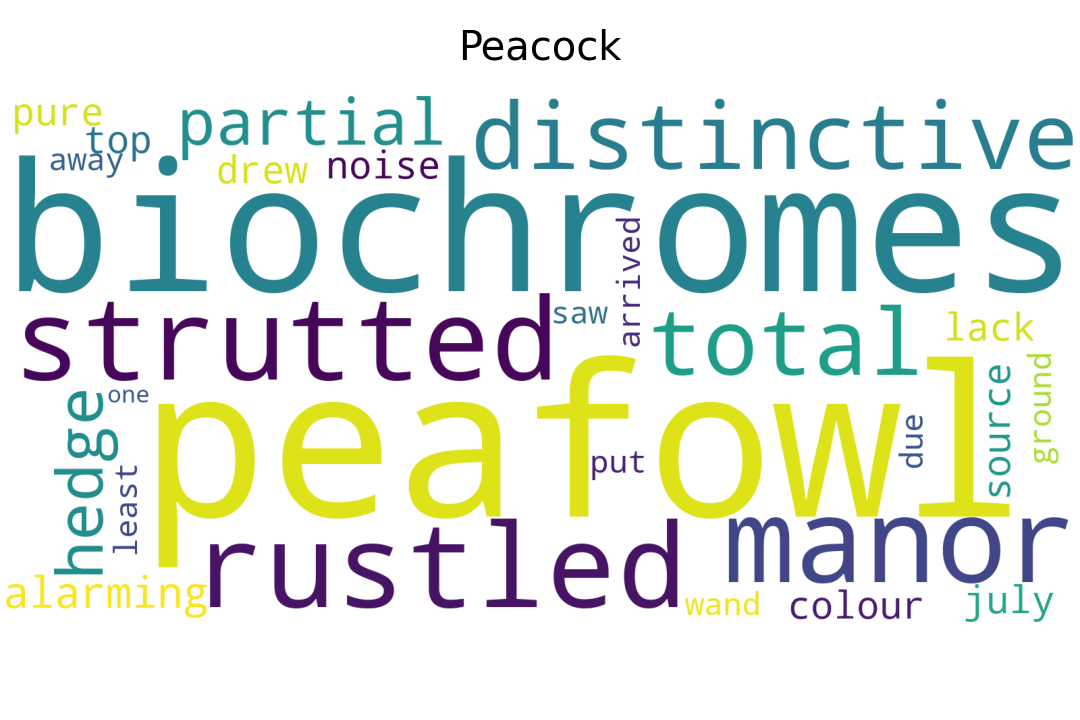 Peacock
pure
partial
distinctive
top
away
drew
noise
biochromes
arrived
strutted
saw
total
lack
one
peafowl
hedge
least
put
due
source
ground
rustled
manor
alarming
wand
colour
july